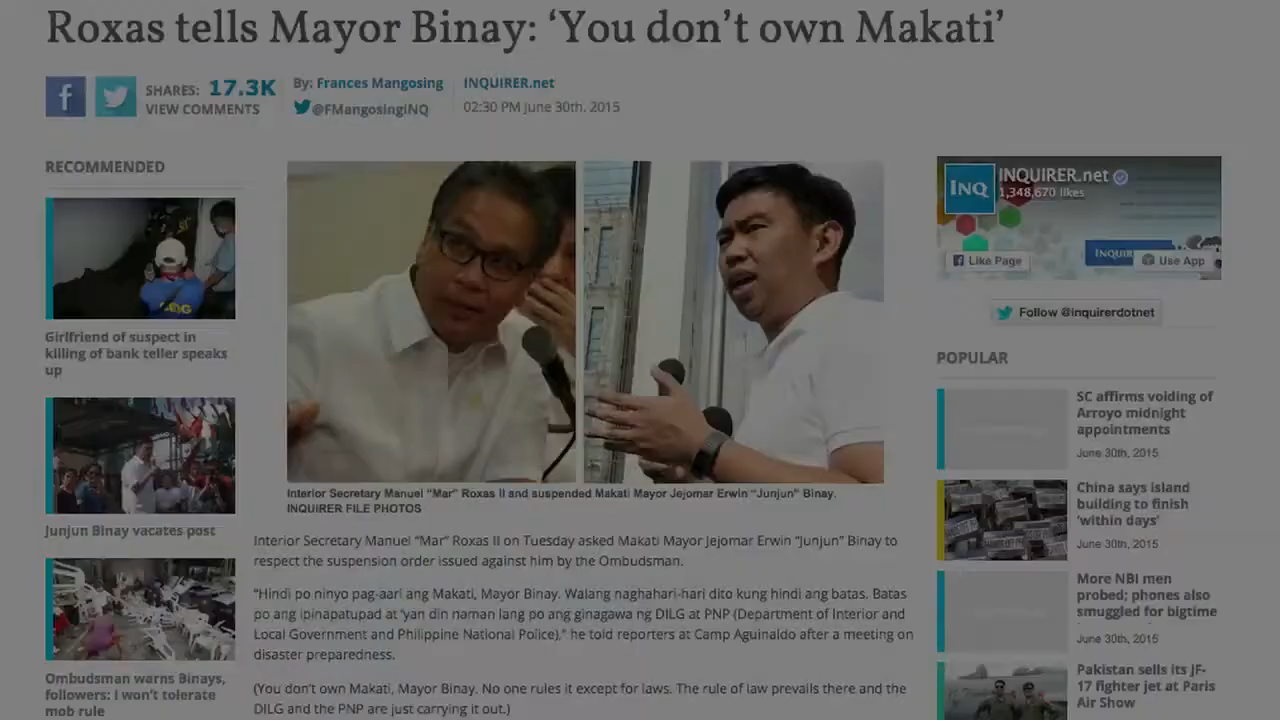 Roxas tells Mayor Binay: ‘You don’t own Makati’
SHARES: 17.3K
VIEW COMMENTS
By: Frances Mangosing
@FMangosingINQ
INQUIRER.net
02:30 PM June 30th, 2015
RECOMMENDED
Girlfriend of suspect in
killing of bank teller speaks
up
Junjun Binay vacates post
Ombudsman warns Binays,
followers: I won’t tolerate
mob rule
Interior Secretary Manuel “Mar” Roxas II and suspended Makati Mayor Jejomar Erwin “Junjun” Binay.
INQUIRER FILE PHOTOS
Interior Secretary Manuel “Mar” Roxas II on Tuesday asked Makati Mayor Jejomar Erwin “Junjun” Binay to
respect the suspension order issued against him by the Ombudsman.
“Hindi po ninyo pag-aari ang Makati, Mayor Binay. Walang naghahari-hari dito kung hindi ang batas. Batas
po ang ipinapatupad at ‘yan din naman lang po ang ginagawa ng DILG at PNP (Department of Interior and
Local Government and Philippine National Police),” he told reporters at Camp Aguinaldo after a meeting on
disaster preparedness.
(You don’t own Makati, Mayor Binay. No one rules it except for laws. The rule of law prevails there and the
DILG and the PNP are just carrying it out.)
INQ
INQUIRER.net
1,348,670 likes
Like Page
INQUIR
Use App
Follow @inquirerdotnet
POPULAR
SC affirms voiding of
Arroyo midnight
appointments
June 30th, 2015
China says island
building to finish
‘within days’
June 30th, 2015
More NBI men
probed; phones also
smuggled for bigtime
June 30th, 2015
Pakistan sells its JF-
17 fighter jet at Paris
Air Show